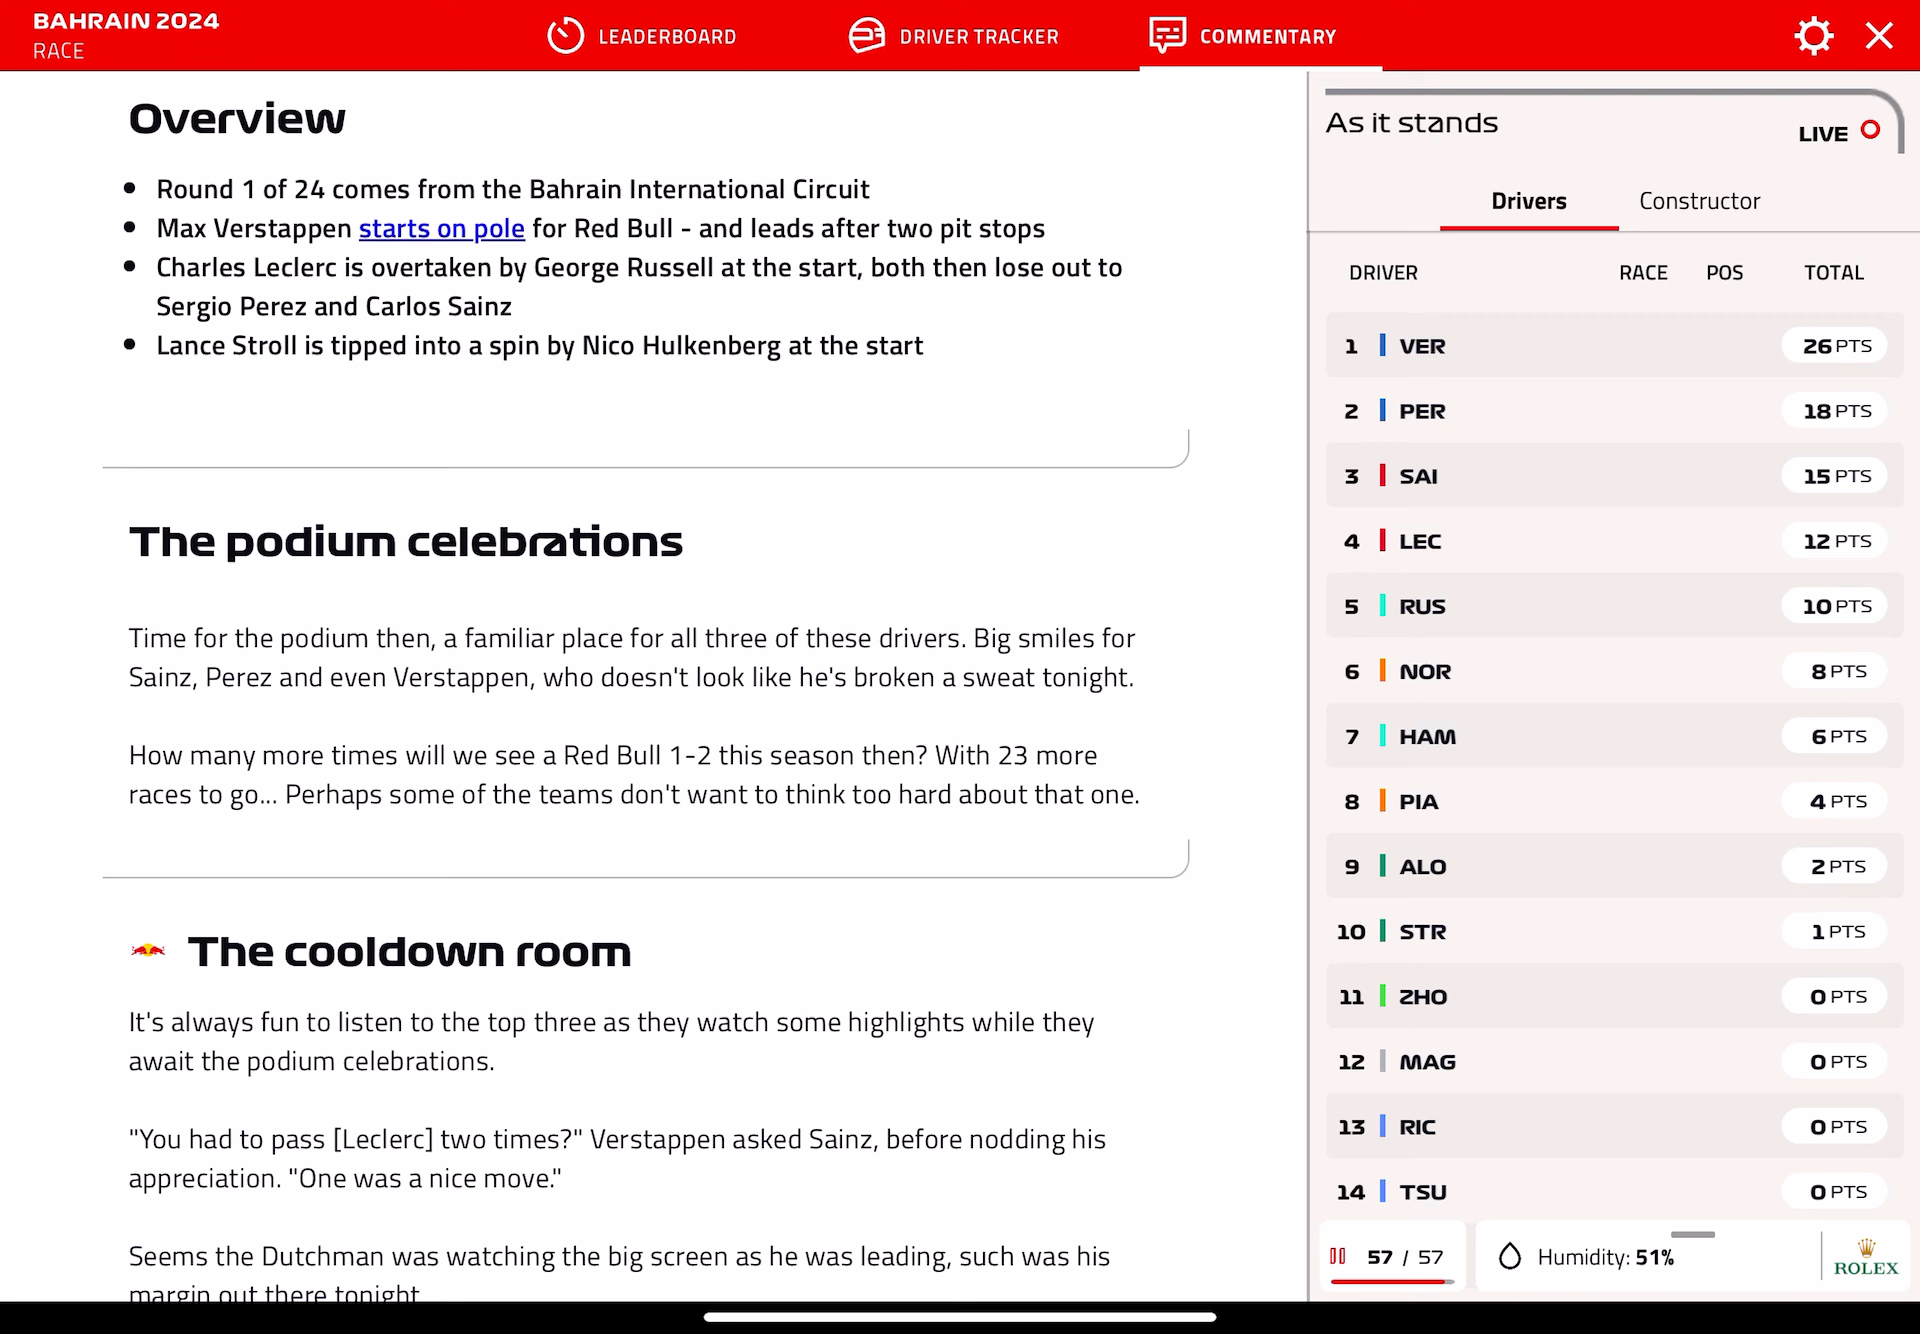 BAHRAIN 2024
RACE
LEADERBOARD
DRIVER TRACKER
COMMENTARY
Overview
Round 1 of 24 comes from the Bahrain International Circuit
Max Verstappen starts on pole for Red Bull - and leads after two pit stops
Charles Leclerc is overtaken by George Russell at the start, both then lose out to
Sergio Perez and Carlos Sainz
Lance Stroll is tipped into a spin by Nico Hulkenberg at the start
The podium celebrations
Time for the podium then, a familiar place for all three of these drivers. Big smiles for
Sainz, Perez and even Verstappen, who doesn't look like he's broken a sweat tonight.
How many more times will we see a Red Bull 1-2 this season then? With 23 more
races to go... Perhaps some of the teams don't want to think too hard about that one.
The cooldown room
It's always fun to listen to the top three as they watch some highlights while they
await the podium celebrations.
"You had to pass [Leclerc] two times?" Verstappen asked Sainz, before nodding his
appreciation. "One was a nice move."
Seems the Dutchman was watching the big screen as he was leading, such was his
margin out there tonight
As it stands
LIVE
Drivers
Constructor
DRIVER RACE POS TOTAL
1 VER 26 PTS
2 PER 18 PTS
3 SAI 15 PTS
4 LEC 12 PTS
5 RUS 10 PTS
6 NOR 8 PTS
7 HAM 6 PTS
8 PIA 4 PTS
9 ALO 2 PTS
10 STR 1 PTS
11 ZHO 0 PTS
12 MAG 0 PTS
13 RIC 0 PTS
14 TSU 0 PTS
57 / 57
Humidity: 51%
ROLEX